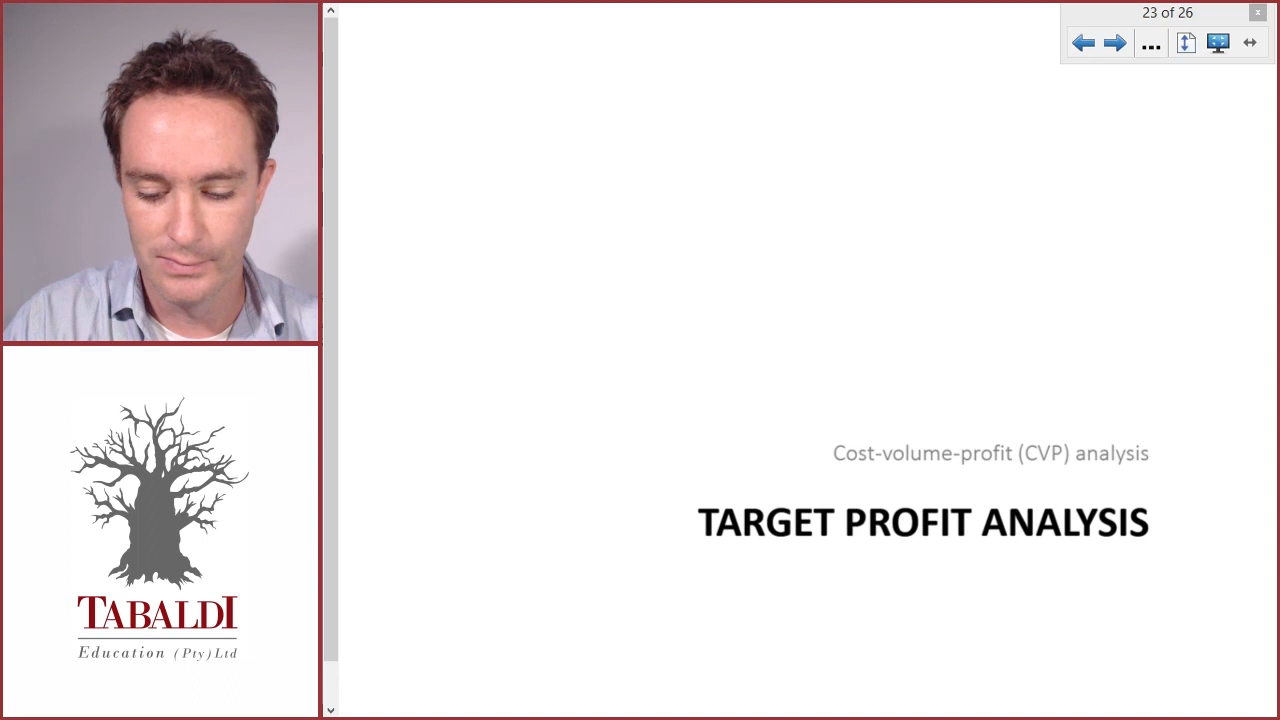 23 of 26
Cost-volume-profit (CVP) analysis
TARGET PROFIT ANALYSIS
TABALDI
Education (Pty) Ltd